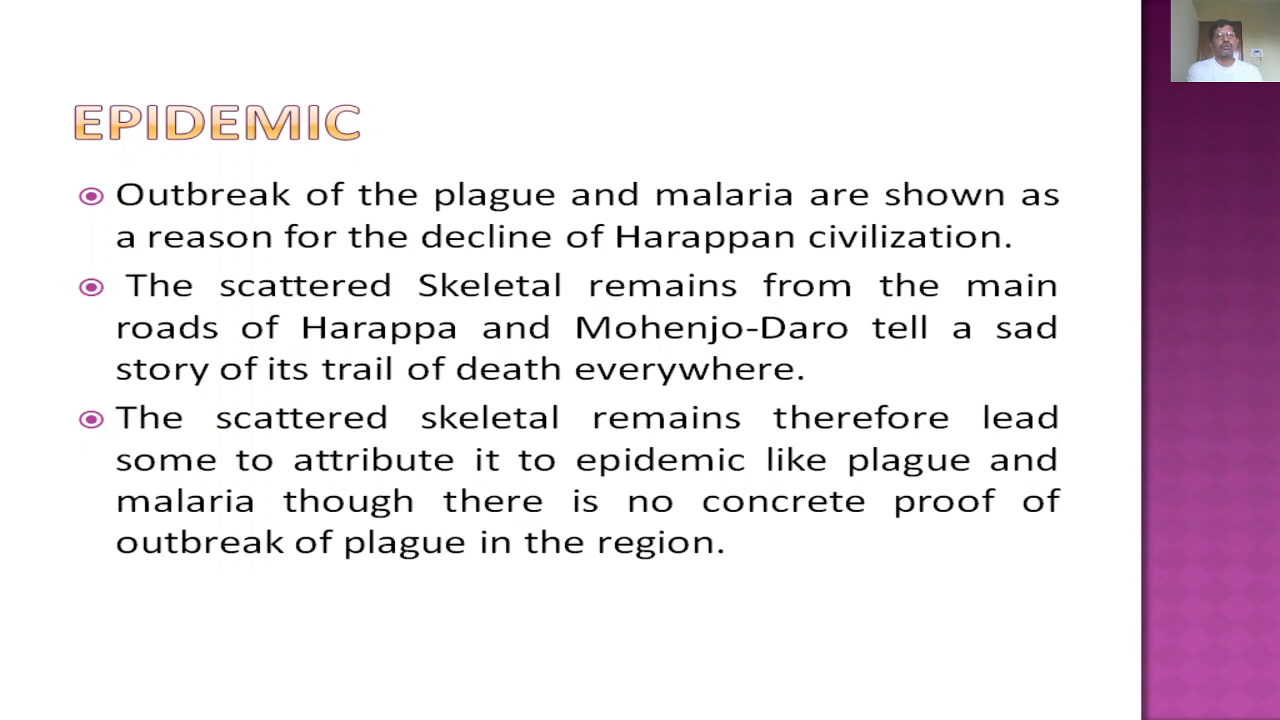 EPIDEMIC
Outbreak of the plague and malaria are shown as
a reason for the decline of Harappan civilization.
The scattered Skeletal remains from the main
roads of Harappa and Mohenjo-Daro tell a sad
story of its trail of death everywhere.
The scattered skeletal remains therefore lead
some to attribute it to epidemic like plague and
malaria though there is no concrete proof of
outbreak of plague in the region.